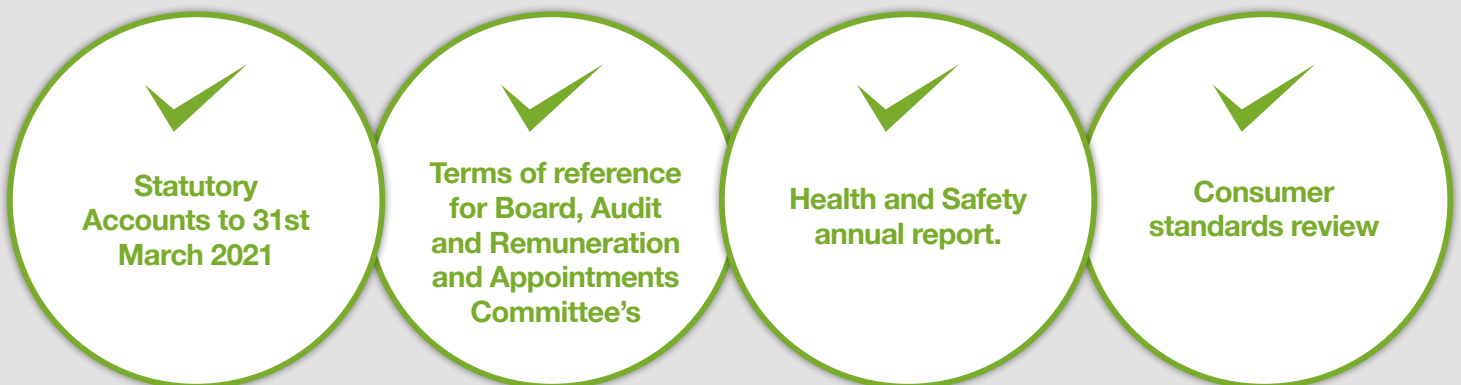 Statutory
Accounts to 31st
March 2021
Terms of reference
for Board, Audit
and Remuneration
and Appointments
Committee’s
Health and Safety
annual report.
Consumer
standards review